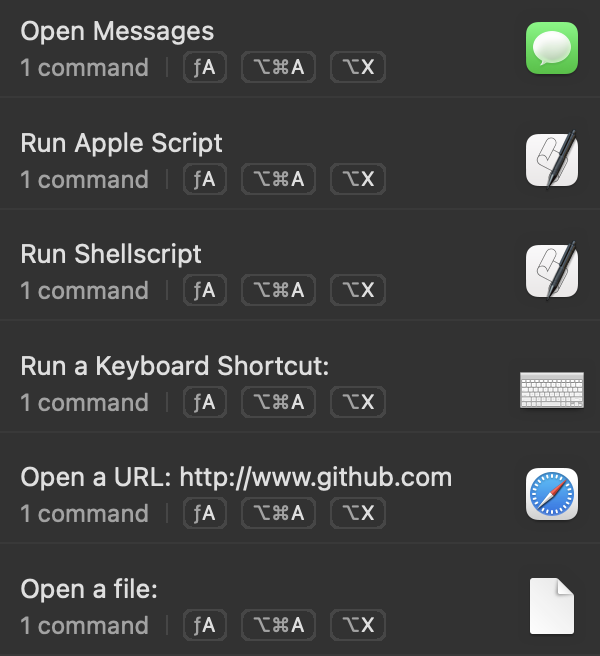 Open Messages
1 command ƒA ⌥⌘A ⌥X
Run Apple Script
1 command ƒA ⌥⌘A ⌥X
Run Shellscript
1 command ƒA ⌥⌘A ⌥X
Run a Keyboard Shortcut:
1 command ƒA ⌥⌘A ⌥X
Open a URL: http://www.github.com
1 command ƒA ⌥⌘A ⌥X
Open a file:
1 command ƒA ⌥⌘A ⌥X